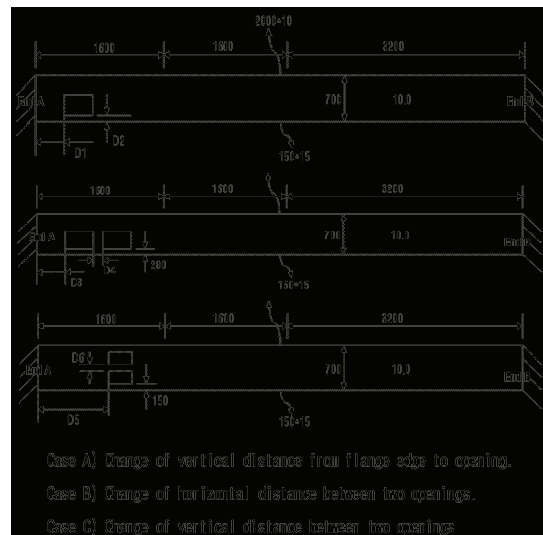 2000*10
1600 1600 3200
End A 700 10.0 End B
D1 D2
150*15
1600 1600 3200
End A 700 10.0 End B
D3 D4 280
150*15
1600 1600 3200
D6
End A 700 10.0 End B
D5 150
150*15
Case A) Change of vertical distance from flange edge to opening.
Case B) Change of horizontal distance between two openings.
Case C) Change of vertical distance between two openings